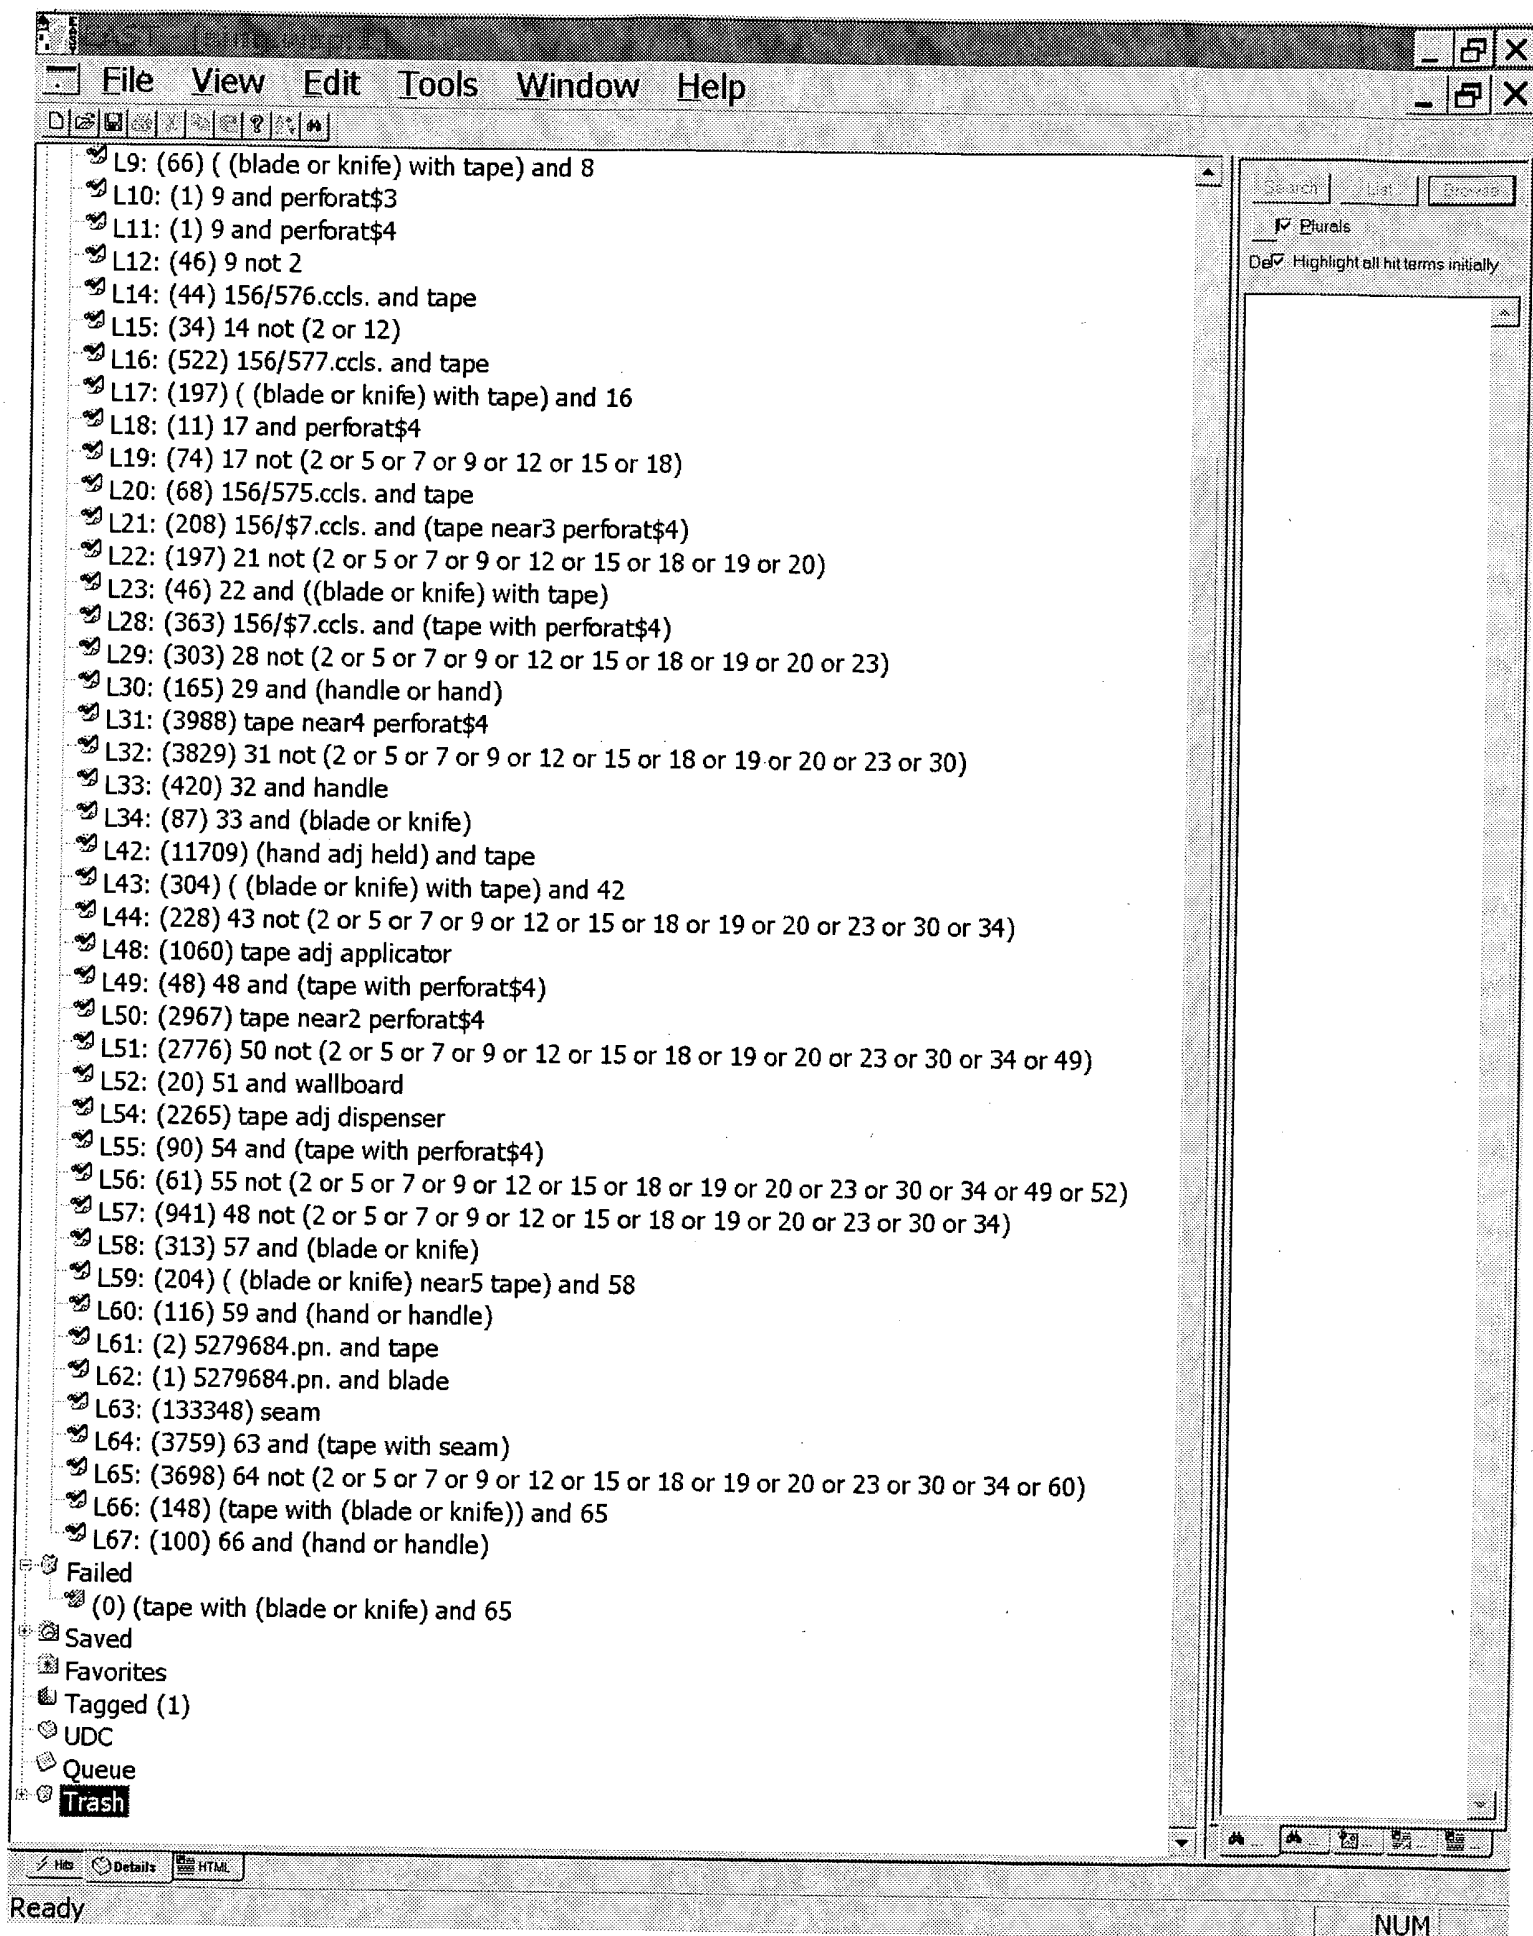 File View Edit Tools Window Help
L9: (66) ( (blade or knife) with tape) and 8
L10: (1) 9 and perforat$3
L11: (1) 9 and perforat$4
L12: (46) 9 not 2
L14: (44) 156/576.ccls. and tape
L15: (34) 14 not (2 or 12)
L16: (522) 156/577.ccls. and tape
L17: (197) ( (blade or knife) with tape) and 16
L18: (11) 17 and perforat$4
L19: (74) 17 not (2 or 5 or 7 or 9 or 12 or 15 or 18)
L20: (68) 156/575.ccls. and tape
L21: (208) 156/$7.ccls. and (tape near3 perforat$4)
L22: (197) 21 not (2 or 5 or 7 or 9 or 12 or 15 or 18 or 19 or 20)
L23: (46) 22 and ((blade or knife) with tape)
L28: (363) 156/$7.ccls. and (tape with perforat$4)
L29: (303) 28 not (2 or 5 or 7 or 9 or 12 or 15 or 18 or 19 or 20 or 23)
L30: (165) 29 and (handle or hand)
L31: (3988) tape near4 perforat$4
L32: (3829) 31 not (2 or 5 or 7 or 9 or 12 or 15 or 18 or 19 or 20 or 23 or 30)
L33: (420) 32 and handle
L34: (87) 33 and (blade or knife)
L42: (11709) (hand adj held) and tape
L43: (304) ( (blade or knife) with tape) and 42
L44: (228) 43 not (2 or 5 or 7 or 9 or 12 or 15 or 18 or 19 or 20 or 23 or 30 or 34)
L48: (1060) tape adj applicator
L49: (48) 48 and (tape with perforat$4)
L50: (2967) tape near2 perforat$4
L51: (2776) 50 not (2 or 5 or 7 or 9 or 12 or 15 or 18 or 19 or 20 or 23 or 30 or 34 or 49)
L52: (20) 51 and wallboard
L54: (2265) tape adj dispenser
L55: (90) 54 and (tape with perforat$4)
L56: (61) 55 not (2 or 5 or 7 or 9 or 12 or 15 or 18 or 19 or 20 or 23 or 30 or 34 or 49 or 52)
L57: (941) 48 not (2 or 5 or 7 or 9 or 12 or 15 or 18 or 19 or 20 or 23 or 30 or 34)
L58: (313) 57 and (blade or knife)
L59: (204) ( (blade or knife) near5 tape) and 58
L60: (116) 59 and (hand or handle)
L61: (2) 5279684.pn. and tape
L62: (1) 5279684.pn. and blade
L63: (133348) seam
L64: (3759) 63 and (tape with seam)
L65: (3698) 64 not (2 or 5 or 7 or 9 or 12 or 15 or 18 or 19 or 20 or 23 or 30 or 34 or 60)
L66: (148) (tape with (blade or knife)) and 65
L67: (100) 66 and (hand or handle)
Failed
(0) (tape with (blade or knife) and 65
Saved
Favorites
Tagged (1)
UDC
Queue
Trash
Search List Browse
Plurals
De Highlight all hit terms initially
Hits Details HTML
Ready
NUM